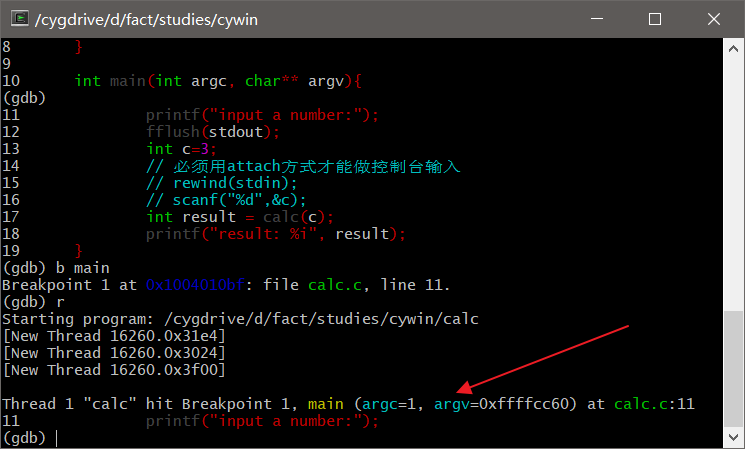 /cygdrive/d/fact/studies/cywin
8 }
9
10 int main(int argc, char** argv){
(gdb)
11 printf("input a number:");
12 fflush(stdout);
13 int c=3;
14 // 必须用attach方式才能做控制台输入
15 // rewind(stdin);
16 // scanf("%d",&c);
17 int result = calc(c);
18 printf("result: %i", result);
19 }
(gdb) b main
Breakpoint 1 at 0x1004010bf: file calc.c, line 11.
(gdb) r
Starting program: /cygdrive/d/fact/studies/cywin/calc
[New Thread 16260.0x31e4]
[New Thread 16260.0x3024]
[New Thread 16260.0x3f00]
Thread 1 "calc" hit Breakpoint 1, main (argc=1, argv=0xffffcc60) at calc.c:11
11 printf("input a number:");
(gdb)